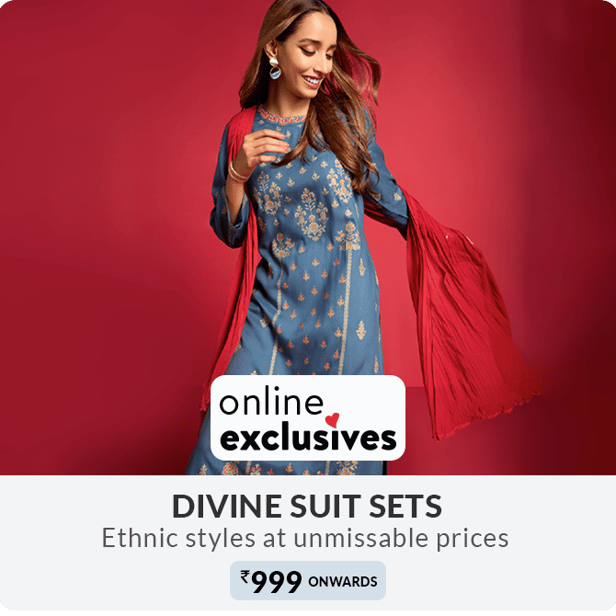 online
exclusives
DIVINE SUIT SETS
Ethnic styles at unmissable prices
₹999 ONWARDS